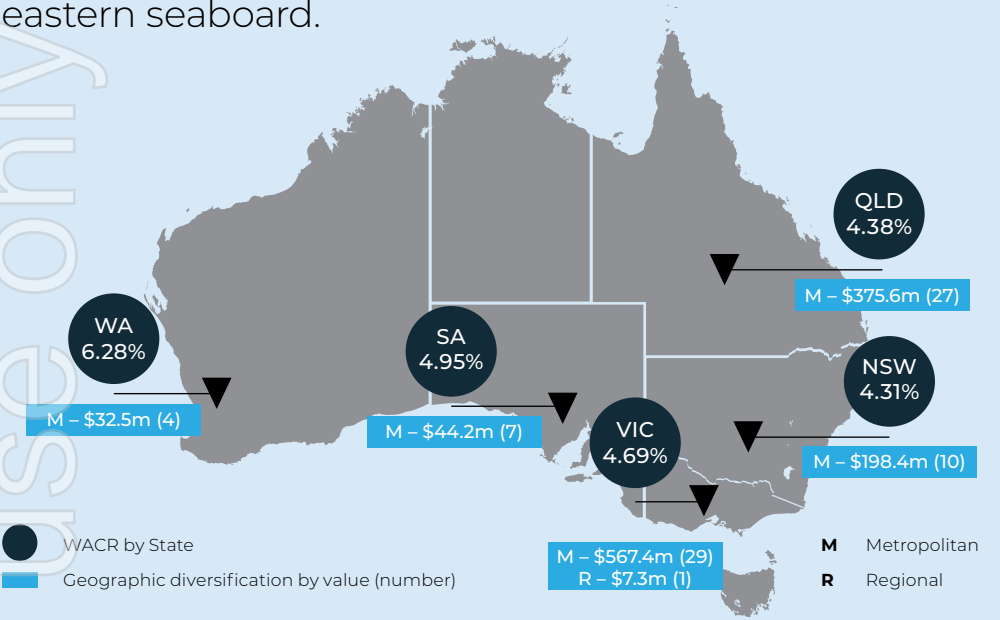 eastern seaboard.
use only
QLD
4.38%
M – $375.6m (27)
WA
6.28%
M – $32.5m (4)
SA
4.95%
M – $44.2m (7)
NSW
4.31%
M – $198.4m (10)
VIC
4.69%
M – $567.4m (29)
R – $7.3m (1)
WACR by State
Geographic diversification by value (number)
M Metropolitan
R Regional